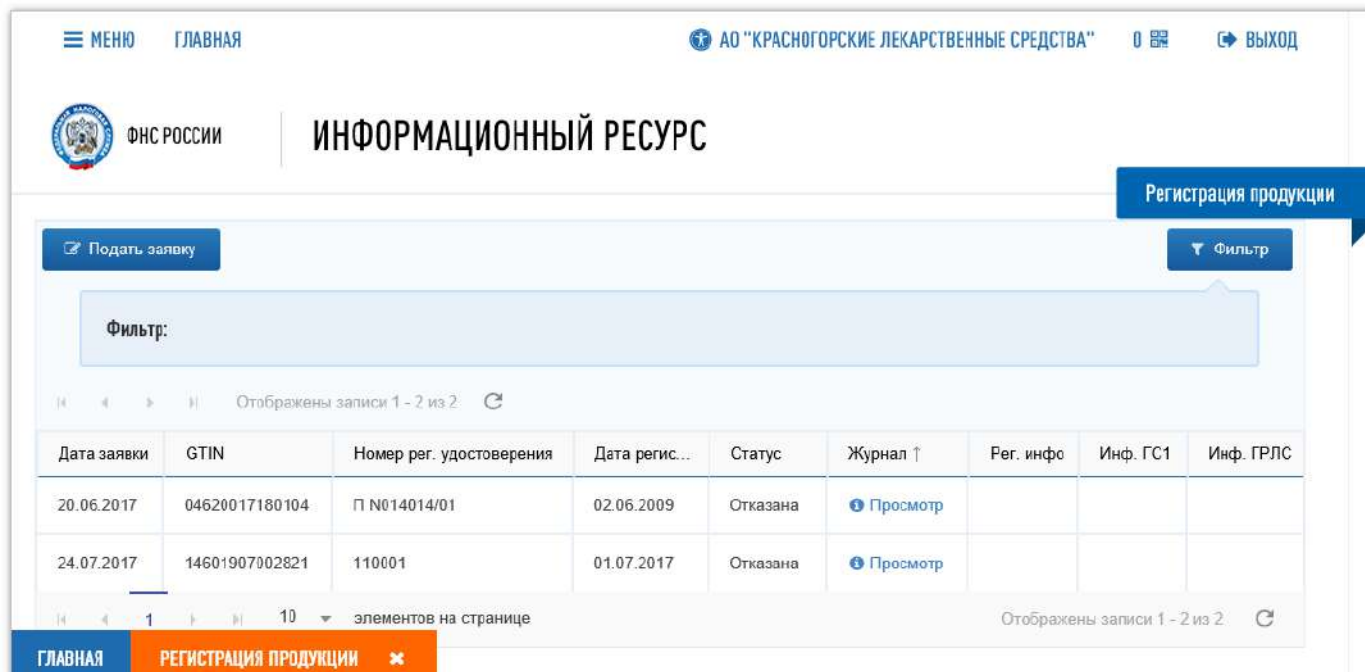 МЕНЮ ГЛАВНАЯ АО "КРАСНОГОРСКИЕ ЛЕКАРСТВЕННЫЕ СРЕДСТВА" 0 ВЫХОД
ФНС РОССИИ ИНФОРМАЦИОННЫЙ РЕСУРС
Регистрация продукции
Подать заявку Фильтр
Фильтр:
Отображены записи 1 - 2 из 2
Дата заявки GTIN Номер рег. удостоверения Дата регис... Статус Журнал ↑ Рег. инфо Инф. ГС1 Инф. ГРЛС
20.06.2017 04620017180104 П N014014/01 02.06.2009 Отказана Просмотр
24.07.2017 14601907002821 110001 01.07.2017 Отказана Просмотр
1 10 элементов на странице Отображены записи 1 - 2 из 2
ГЛАВНАЯ РЕГИСТРАЦИЯ ПРОДУКЦИИ ×